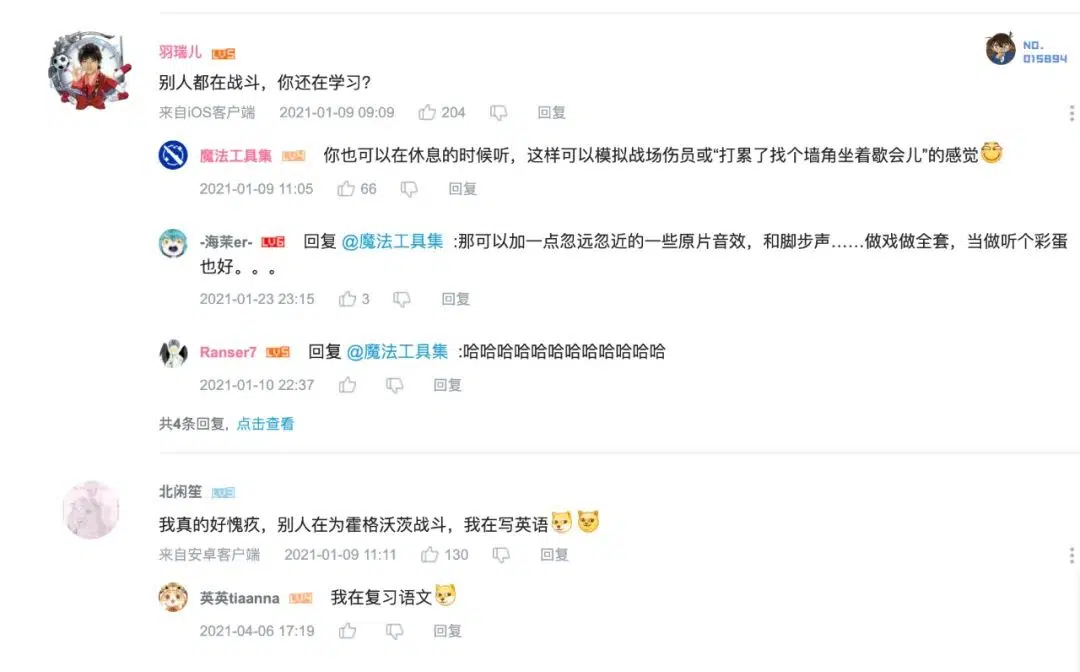 羽瑞儿 LV5
NO.
015894
别人都在战斗，你还在学习?
来自iOS客户端 2021-01-09 09:09 204 回复
魔法工具集 LV4 你也可以在休息的时候听，这样可以模拟战场伤员或“打累了找个墙角坐着歇会儿”的感觉
2021-01-09 11:05 66 回复
-海茉er- LV6 回复 @魔法工具集 :那可以加一点忽远忽近的一些原片音效，和脚步声……做戏做全套，当做听个彩蛋
也好。。。
2021-01-23 23:15 3 回复
Ranser7 LV5 回复 @魔法工具集 :哈哈哈哈哈哈哈哈哈哈哈哈
2021-01-10 22:37 回复
共4条回复, 点击查看
北闲笙 LV3
我真的好愧疚，别人在为霍格沃茨战斗，我在写英语
来自安卓客户端 2021-01-09 11:11 130 回复
英英tiaanna LV4 我在复习语文
2021-04-06 17:19 回复